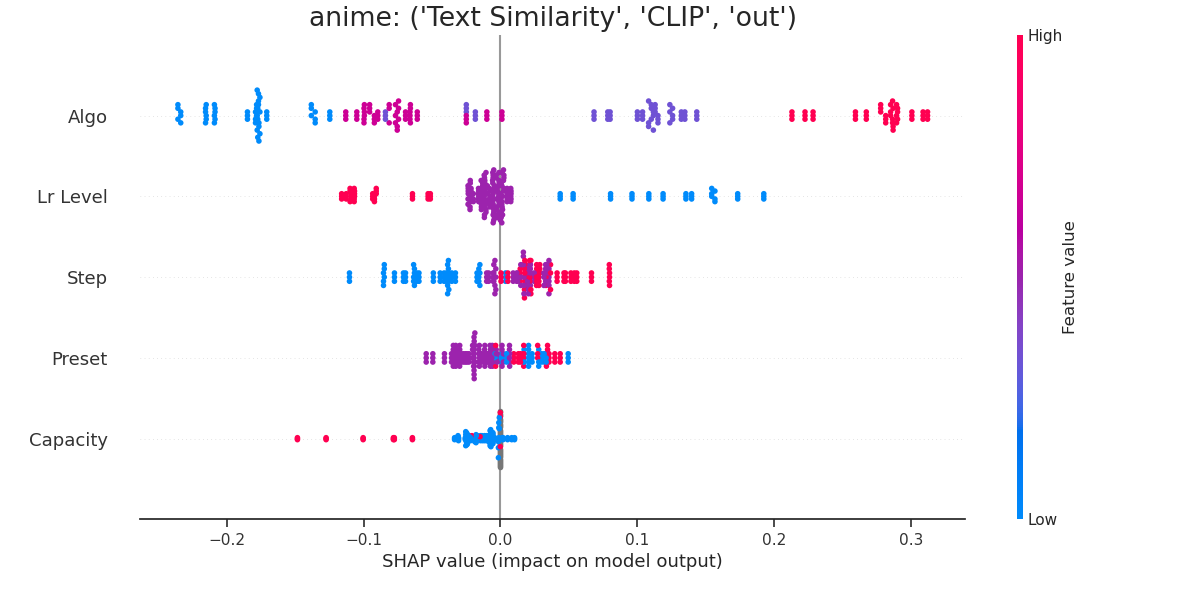 anime: ('Text Similarity', 'CLIP', 'out')
High
Algo
Lr Level
Step
Preset
Capacity
Feature value
Low
−0.2
−0.1
0.0
0.1
0.2
0.3
SHAP value (impact on model output)